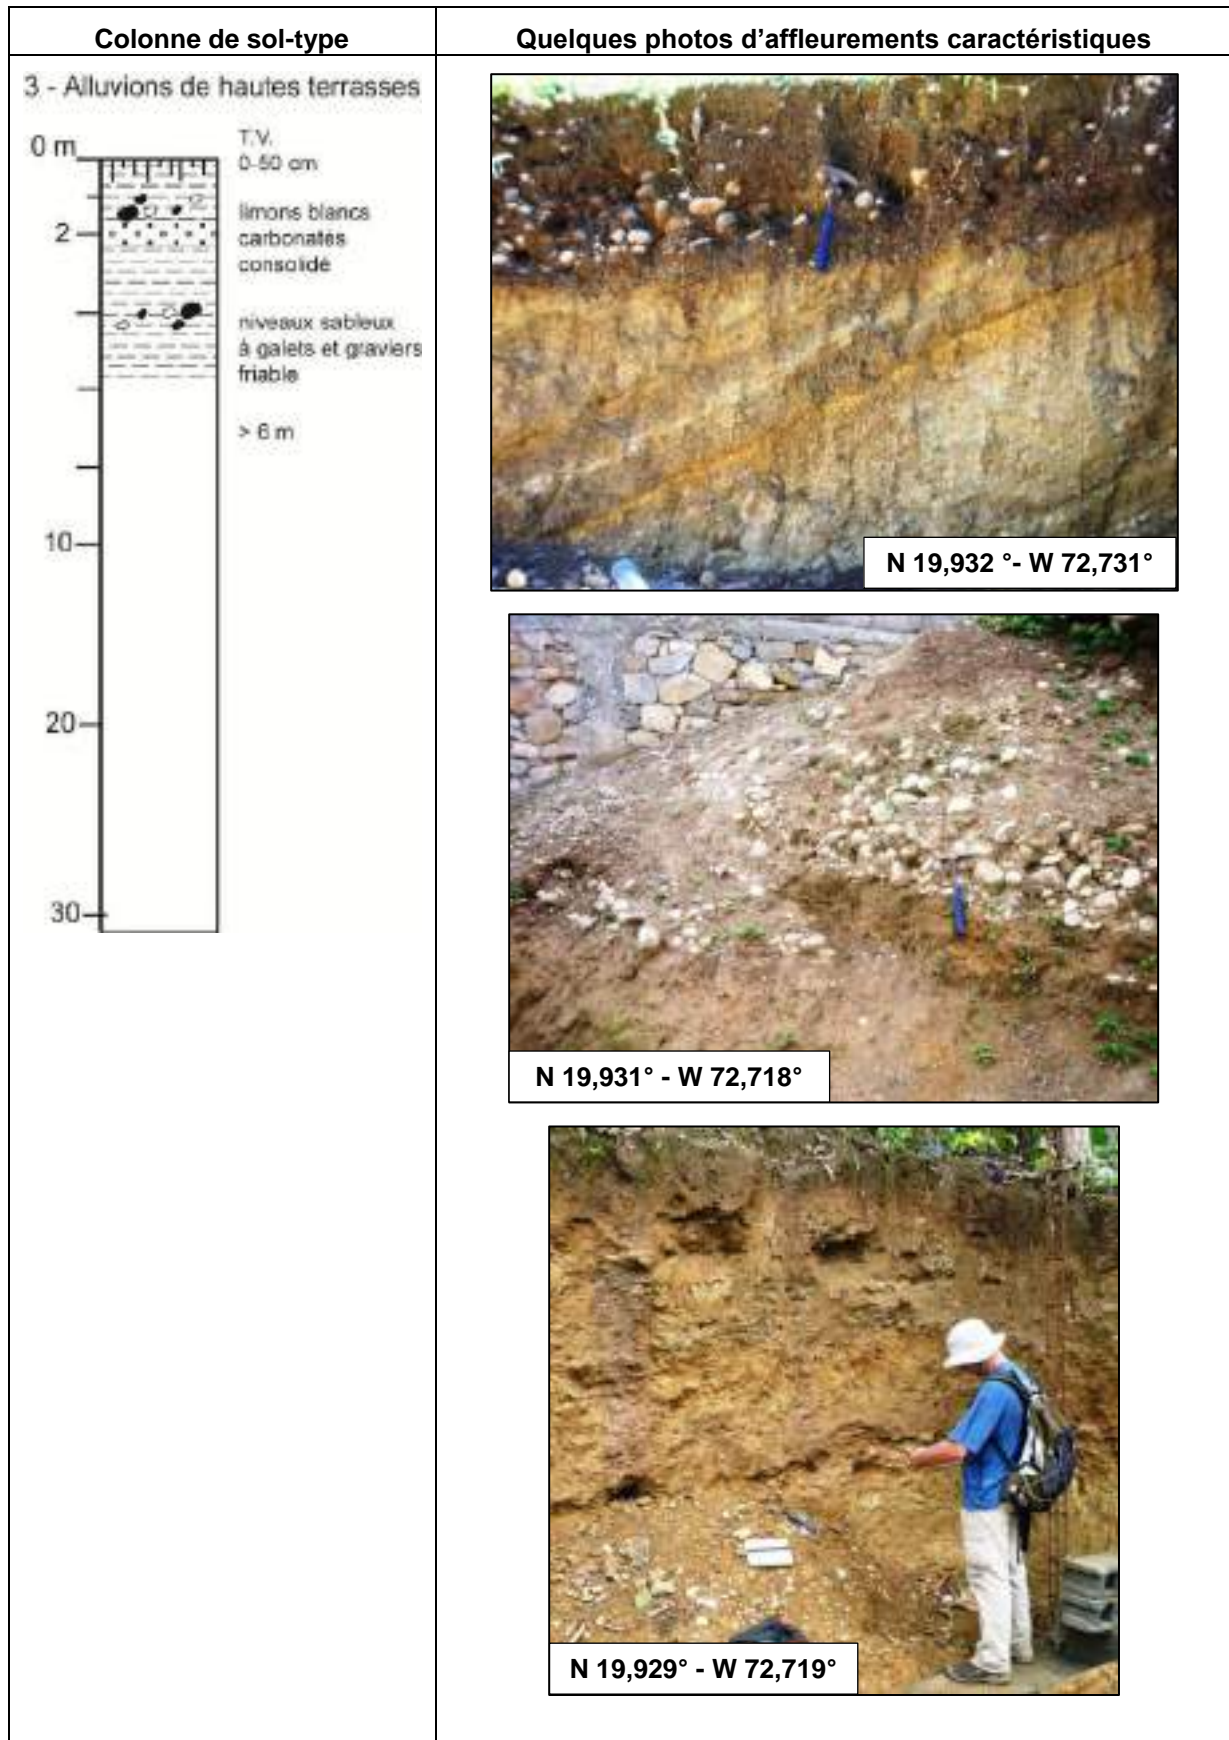 Colonne de sol-type
Quelques photos d'affleurements caractéristiques
3 - Alluvions de hautes terrasses
0 m
T.V.
0-50 cm
limons blancs
carbonatés
consolidé
2
niveaux sableux
à galets et graviers
friable
> 6 m
10
20
30
N 19,932 °- W 72,731°
N 19,931° - W 72,718°
N 19,929° - W 72,719°